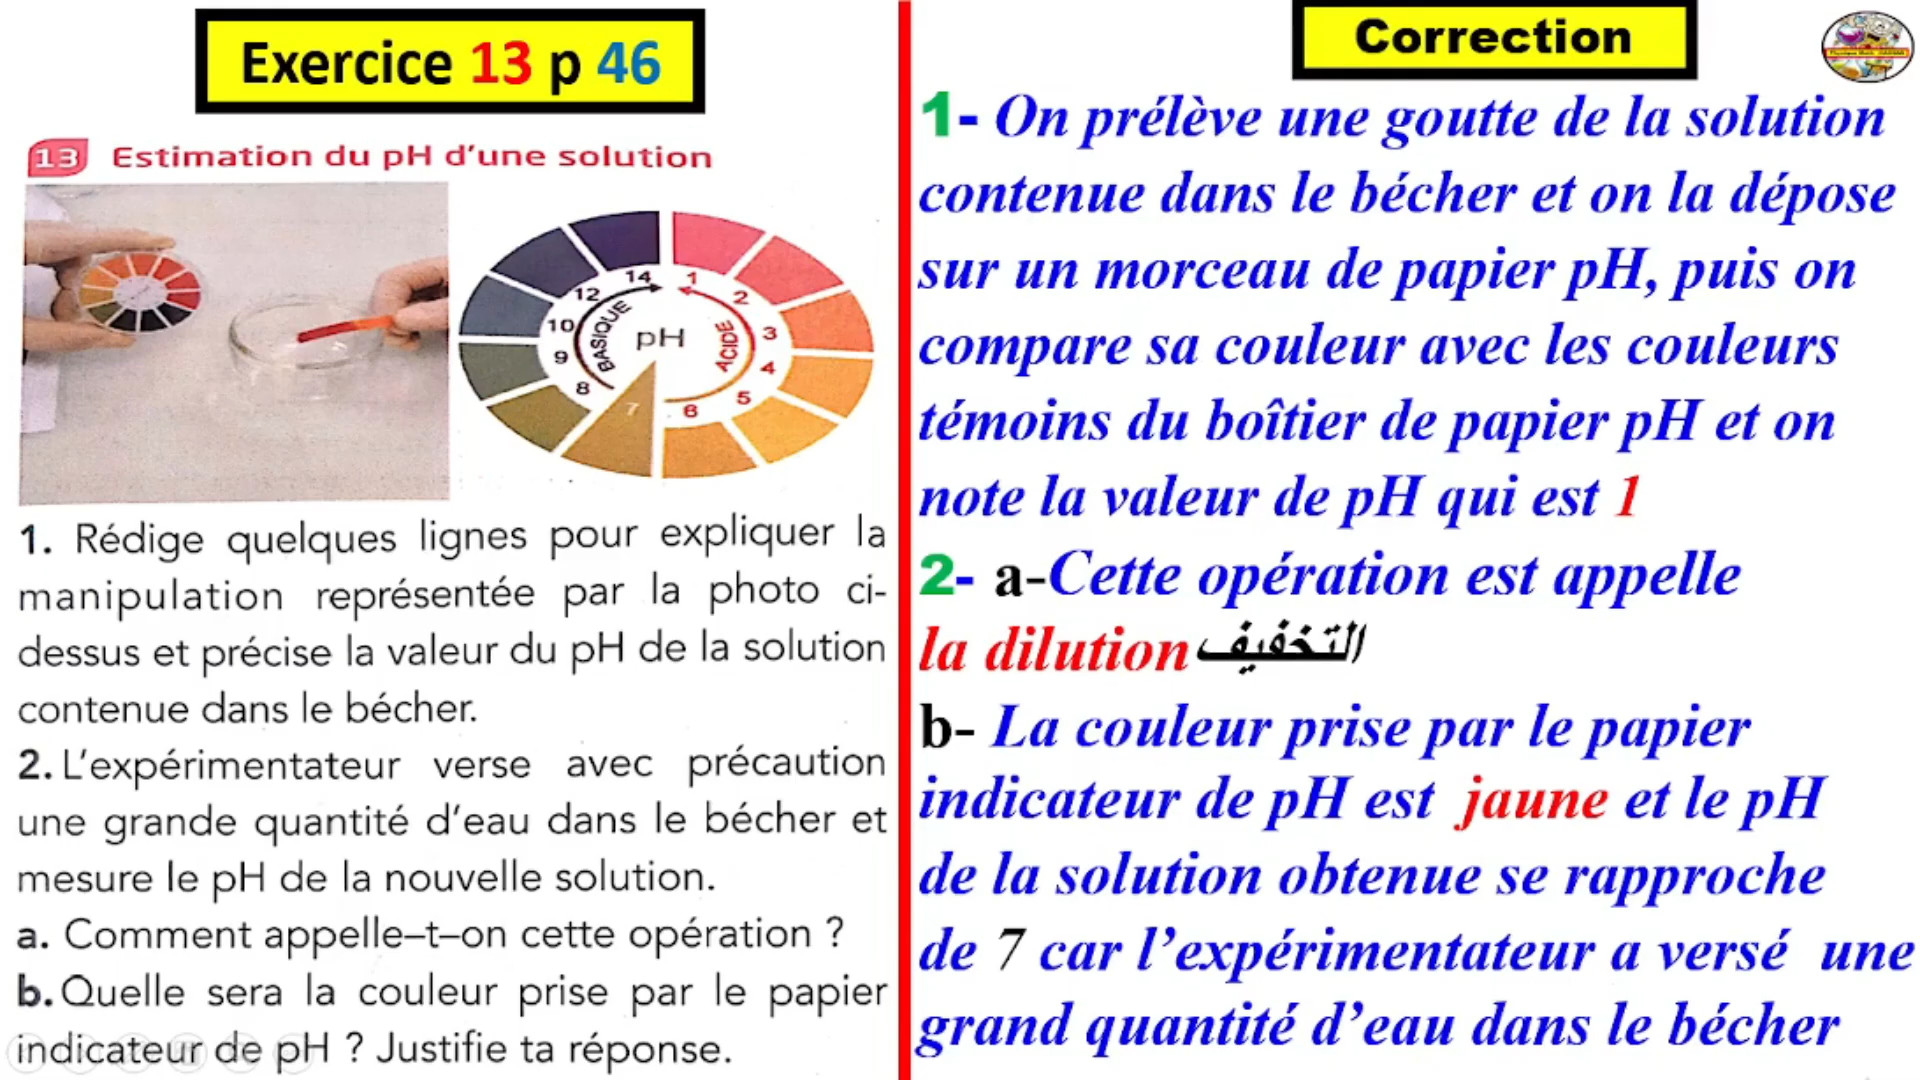 Exercice 13 p 46
13 Estimation du pH d'une solution
14
1
12
2
10
BASIQUE
pH
ACIDE
3
9
4
8
7
6
5
1. Rédige quelques lignes pour expliquer la
manipulation représentée par la photo ci-
dessus et précise la valeur du pH de la solution
contenue dans le bécher.
2. L'expérimentateur verse avec précaution
une grande quantité d'eau dans le bécher et
mesure le pH de la nouvelle solution.
a. Comment appelle–t–on cette opération ?
b. Quelle sera la couleur prise par le papier
indicateur de pH ? Justifie ta réponse.
Correction
1- On prélève une goutte de la solution
contenue dans le bécher et on la dépose
sur un morceau de papier pH, puis on
compare sa couleur avec les couleurs
témoins du boîtier de papier pH et on
note la valeur de pH qui est 1
2- a-Cette opération est appelle
la dilution التخفيف
b- La couleur prise par le papier
indicateur de pH est jaune et le pH
de la solution obtenue se rapproche
de 7 car l'expérimentateur a versé une
grand quantité d'eau dans le bécher